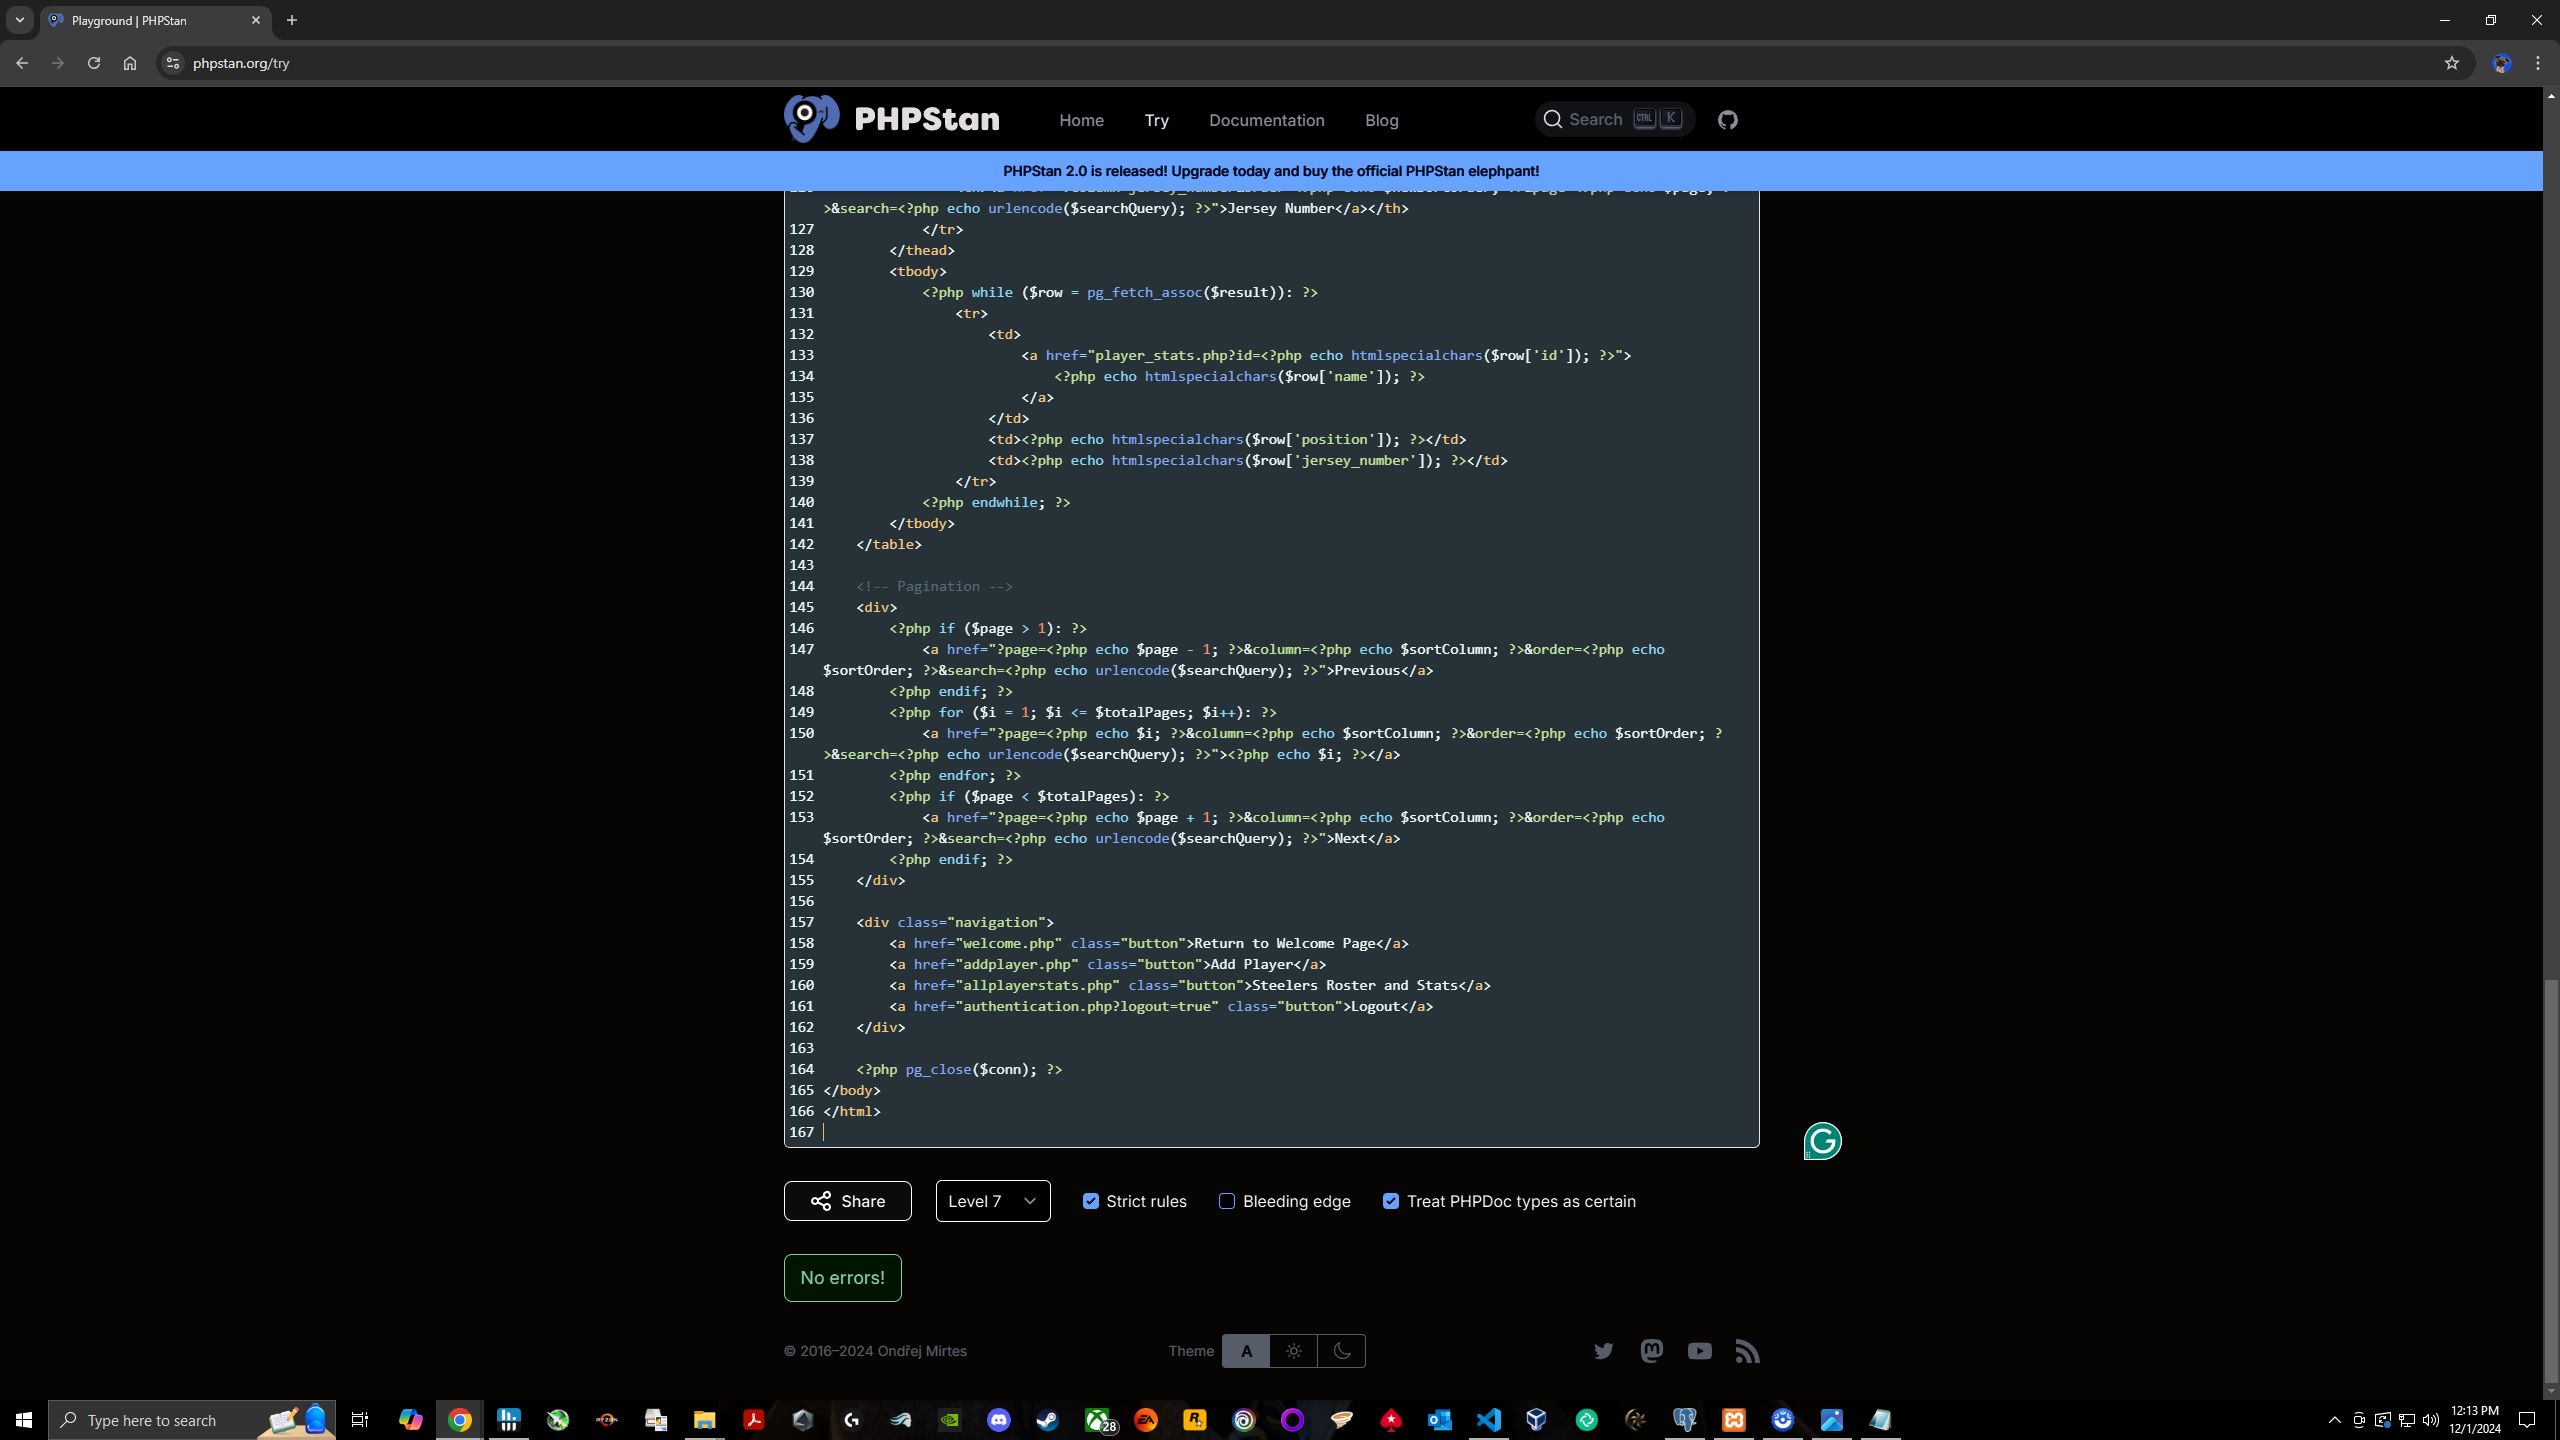 Playground | PHPStan
phpstan.org/try
PHPStan
Home
Try
Documentation
Blog
Search
CTRL
K
PHPStan 2.0 is released! Upgrade today and buy the official PHPStan elephpant!
>&search=<?php echo urlencode($searchQuery); ?>">Jersey Number</a></th>
127 </tr>
128 </thead>
129 <tbody>
130 <?php while ($row = pg_fetch_assoc($result)): ?>
131 <tr>
132 <td>
133 <a href="player_stats.php?id=<?php echo htmlspecialchars($row['id']); ?>">
134 <?php echo htmlspecialchars($row['name']); ?>
135 </a>
136 </td>
137 <td><?php echo htmlspecialchars($row['position']); ?></td>
138 <td><?php echo htmlspecialchars($row['jersey_number']); ?></td>
139 </tr>
140 <?php endwhile; ?>
141 </tbody>
142 </table>
143
144 <!-- Pagination -->
145 <div>
146 <?php if ($page > 1): ?>
147 <a href="?page=<?php echo $page - 1; ?>&column=<?php echo $sortColumn; ?>&order=<?php echo
$sortOrder; ?>&search=<?php echo urlencode($searchQuery); ?>">Previous</a>
148 <?php endif; ?>
149 <?php for ($i = 1; $i <= $totalPages; $i++): ?>
150 <a href="?page=<?php echo $i; ?>&column=<?php echo $sortColumn; ?>&order=<?php echo $sortOrder; ?
>&search=<?php echo urlencode($searchQuery); ?>"><?php echo $i; ?></a>
151 <?php endfor; ?>
152 <?php if ($page < $totalPages): ?>
153 <a href="?page=<?php echo $page + 1; ?>&column=<?php echo $sortColumn; ?>&order=<?php echo
$sortOrder; ?>&search=<?php echo urlencode($searchQuery); ?>">Next</a>
154 <?php endif; ?>
155 </div>
156
157 <div class="navigation">
158 <a href="welcome.php" class="button">Return to Welcome Page</a>
159 <a href="addplayer.php" class="button">Add Player</a>
160 <a href="allplayerstats.php" class="button">Steelers Roster and Stats</a>
161 <a href="authentication.php?logout=true" class="button">Logout</a>
162 </div>
163
164 <?php pg_close($conn); ?>
165 </body>
166 </html>
167
Share
Level 7
Strict rules
Bleeding edge
Treat PHPDoc types as certain
No errors!
© 2016–2024 Ondřej Mirtes
Theme
A
Type here to search
28
12:13 PM
12/1/2024